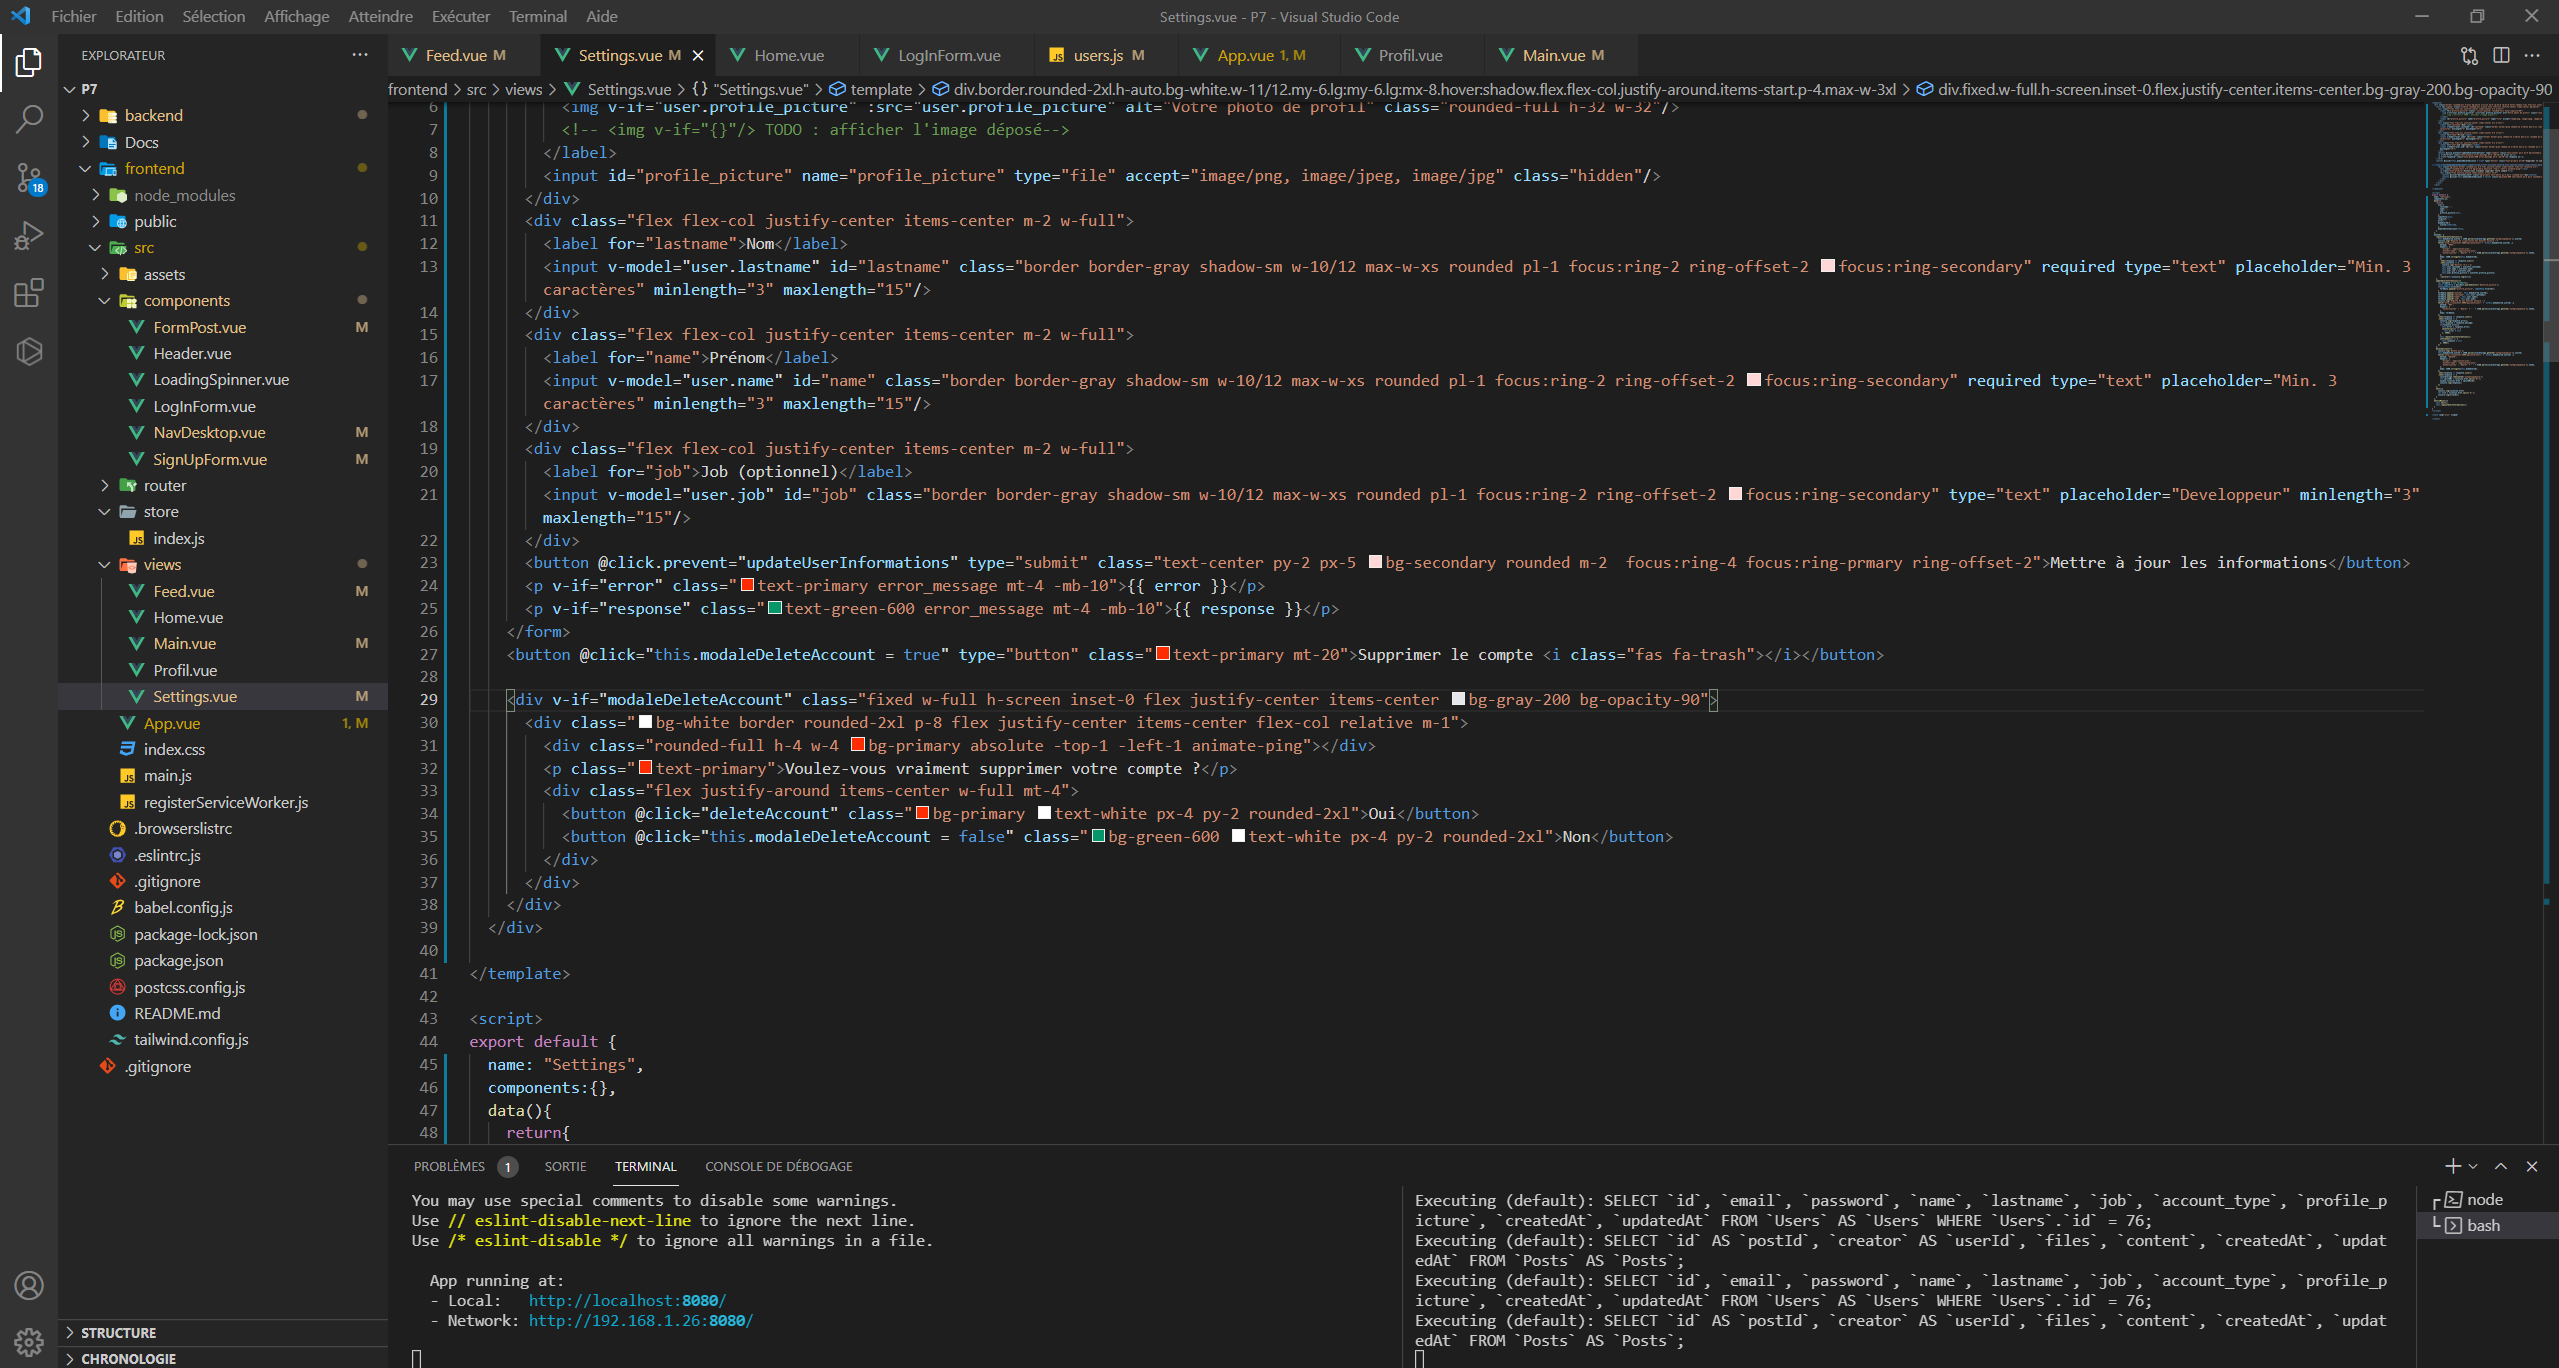 Fichier Edition Sélection Affichage Atteindre Exécuter Terminal Aide
Settings.vue - P7 - Visual Studio Code
EXPLORATEUR
P7
backend
Docs
frontend
node_modules
public
src
assets
components
FormPost.vue M
Header.vue
LoadingSpinner.vue
LogInForm.vue
NavDesktop.vue M
SignUpForm.vue M
router
store
index.js
views
Feed.vue M
Home.vue
Main.vue M
Profil.vue
Settings.vue M
App.vue 1, M
index.css
main.js
registerServiceWorker.js
.browserslistrc
.eslintrc.js
.gitignore
babel.config.js
package-lock.json
package.json
postcss.config.js
README.md
tailwind.config.js
.gitignore
STRUCTURE
CHRONOLOGIE
18
Feed.vue M Settings.vue M Home.vue LogInForm.vue users.js M App.vue 1, M Profil.vue Main.vue M
frontend > src > views > Settings.vue > {} "Settings.vue" > template > div.border.rounded-2xl.h-auto.bg-white.w-11/12.my-6.lg:my-6.lg:mx-8.hover:shadow.flex.flex-col.justify-around.items-start.p-4.max-w-3xl > div.fixed.w-full.h-screen.inset-0.flex.justify-center.items-center.bg-gray-200.bg-opacity-90
6 <img v-if="user.profile_picture" :src="user.profile_picture" alt="Votre photo de profil" class="rounded-full h-32 w-32"/>
7 <!-- <img v-if="{}"/> TODO : afficher l'image déposé-->
8 </label>
9 <input id="profile_picture" name="profile_picture" type="file" accept="image/png, image/jpeg, image/jpg" class="hidden"/>
10 </div>
11 <div class="flex flex-col justify-center items-center m-2 w-full">
12 <label for="lastname">Nom</label>
13 <input v-model="user.lastname" id="lastname" class="border border-gray shadow-sm w-10/12 max-w-xs rounded pl-1 focus:ring-2 ring-offset-2 focus:ring-secondary" required type="text" placeholder="Min. 3
caractères" minlength="3" maxlength="15"/>
14 </div>
15 <div class="flex flex-col justify-center items-center m-2 w-full">
16 <label for="name">Prénom</label>
17 <input v-model="user.name" id="name" class="border border-gray shadow-sm w-10/12 max-w-xs rounded pl-1 focus:ring-2 ring-offset-2 focus:ring-secondary" required type="text" placeholder="Min. 3
caractères" minlength="3" maxlength="15"/>
18 </div>
19 <div class="flex flex-col justify-center items-center m-2 w-full">
20 <label for="job">Job (optionnel)</label>
21 <input v-model="user.job" id="job" class="border border-gray shadow-sm w-10/12 max-w-xs rounded pl-1 focus:ring-2 ring-offset-2 focus:ring-secondary" type="text" placeholder="Developpeur" minlength="3"
maxlength="15"/>
22 </div>
23 <button @click.prevent="updateUserInformations" type="submit" class="text-center py-2 px-5 bg-secondary rounded m-2  focus:ring-4 focus:ring-prmary ring-offset-2">Mettre à jour les informations</button>
24 <p v-if="error" class="text-primary error_message mt-4 -mb-10">{{ error }}</p>
25 <p v-if="response" class="text-green-600 error_message mt-4 -mb-10">{{ response }}</p>
26 </form>
27 <button @click="this.modaleDeleteAccount = true" type="button" class="text-primary mt-20">Supprimer le compte <i class="fas fa-trash"></i></button>
28
29 <div v-if="modaleDeleteAccount" class="fixed w-full h-screen inset-0 flex justify-center items-center bg-gray-200 bg-opacity-90">
30 <div class="bg-white border rounded-2xl p-8 flex justify-center items-center flex-col relative m-1">
31 <div class="rounded-full h-4 w-4 bg-primary absolute -top-1 -left-1 animate-ping"></div>
32 <p class="text-primary">Voulez-vous vraiment supprimer votre compte ?</p>
33 <div class="flex justify-around items-center w-full mt-4">
34 <button @click="deleteAccount" class="bg-primary text-white px-4 py-2 rounded-2xl">Oui</button>
35 <button @click="this.modaleDeleteAccount = false" class="bg-green-600 text-white px-4 py-2 rounded-2xl">Non</button>
36 </div>
37 </div>
38 </div>
39 </div>
40
41 </template>
42
43 <script>
44 export default {
45 name: "Settings",
46 components:{},
47 data(){
48 return{
PROBLÈMES 1 SORTIE TERMINAL CONSOLE DE DÉBOGAGE
You may use special comments to disable some warnings.
Use // eslint-disable-next-line to ignore the next line.
Use /* eslint-disable */ to ignore all warnings in a file.
App running at:
- Local: http://localhost:8080/
- Network: http://192.168.1.26:8080/
Executing (default): SELECT `id`, `email`, `password`, `name`, `lastname`, `job`, `account_type`, `profile_p
icture`, `createdAt`, `updatedAt` FROM `Users` AS `Users` WHERE `Users`.`id` = 76;
Executing (default): SELECT `id` AS `postId`, `creator` AS `userId`, `files`, `content`, `createdAt`, `updat
edAt` FROM `Posts` AS `Posts`;
Executing (default): SELECT `id`, `email`, `password`, `name`, `lastname`, `job`, `account_type`, `profile_p
icture`, `createdAt`, `updatedAt` FROM `Users` AS `Users` WHERE `Users`.`id` = 76;
Executing (default): SELECT `id` AS `postId`, `creator` AS `userId`, `files`, `content`, `createdAt`, `updat
edAt` FROM `Posts` AS `Posts`;
node
bash